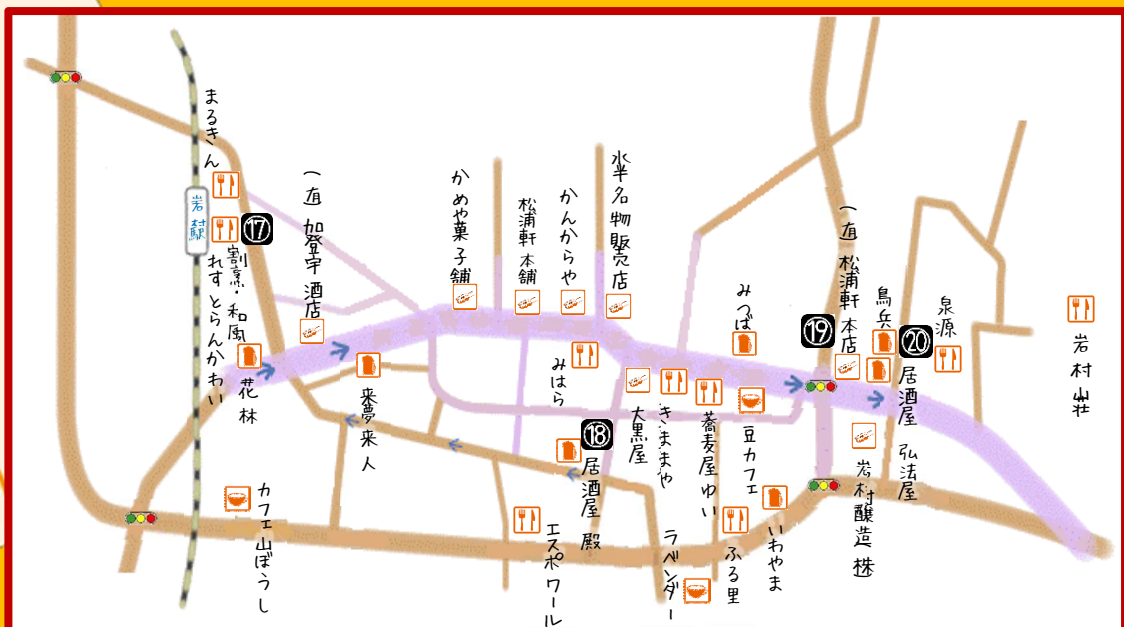 まるきん
岩村駅
⑰
割烹・和風
れすとらんかわい
(有)加登宇酒店
花林
来夢来人
カフェ山ぼうし
かめや菓子舗
松浦軒本舗
かんからや
水半名物販売店
みはら
⑱
居酒屋 殿
エスポワール
大黒屋
きままや
蕎麦屋ゆい
みつば
豆カフェ
ラベンダー
ふる里
いわやま
⑲
(有)松浦軒本店
鳥兵
⑳
居酒屋
弘法屋
泉源
岩村醸造(株)
岩村山荘